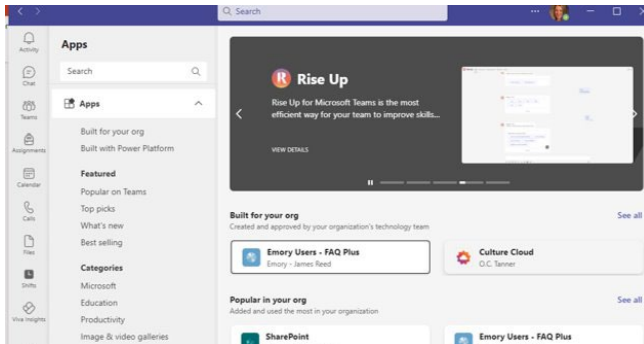 Search
Activity
Chat
Teams
Assignments
Calendar
Calls
Files
Shifts
Viva Insights
Apps
Search
Apps
Built for your org
Built with Power Platform
Featured
Popular on Teams
Top picks
What's new
Best selling
Categories
Microsoft
Education
Productivity
Image & video galleries
Rise Up
Rise Up for Microsoft Teams is the most
efficient way for your team to improve skills...
VIEW DETAILS
Built for your org
See all
Created and approved by your organization's technology team
Emory Users - FAQ Plus
Emory - James Reed
Culture Cloud
O.C. Tanner
Popular in your org
See all
Added and used the most in your organization
SharePoint
Emory Users - FAQ Plus